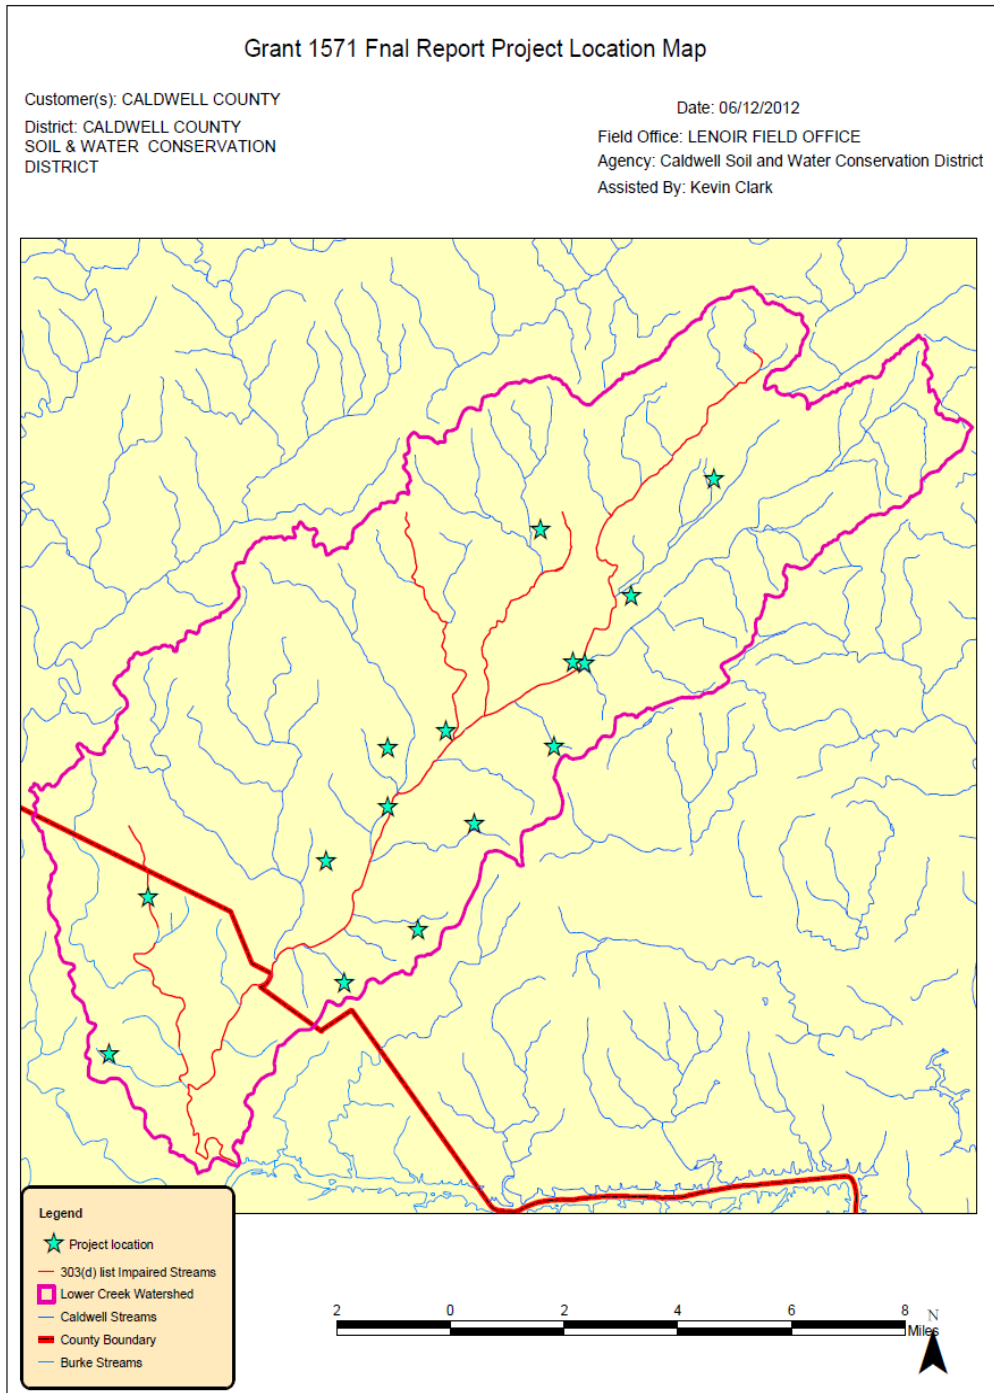 Grant 1571 Fnal Report Project Location Map
Customer(s): CALDWELL COUNTY
District: CALDWELL COUNTY
SOIL & WATER CONSERVATION
DISTRICT
Date: 06/12/2012
Field Office: LENOIR FIELD OFFICE
Agency: Caldwell Soil and Water Conservation District
Assisted By: Kevin Clark
Legend
Project location
303(d) list Impaired Streams
Lower Creek Watershed
Caldwell Streams
County Boundary
Burke Streams
2 0 2 4 6 8
Miles
N